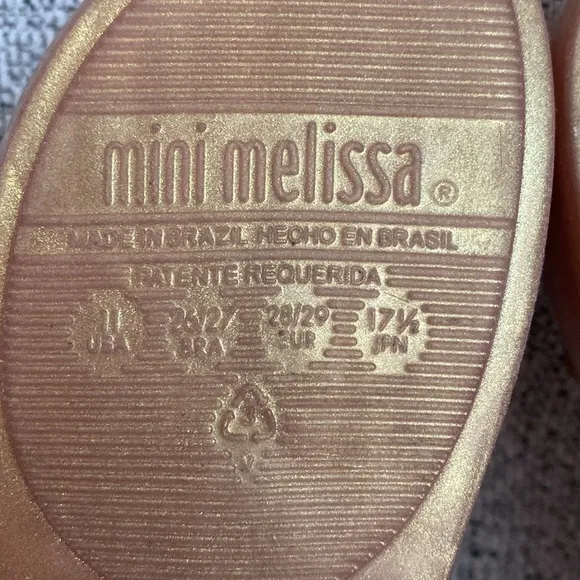 mini melissa ®
MADE IN BRAZIL HECHO EN BRASIL
PATENTE REQUERIDA
11 26/27 28/29 17½
USA BRA EUR JPN